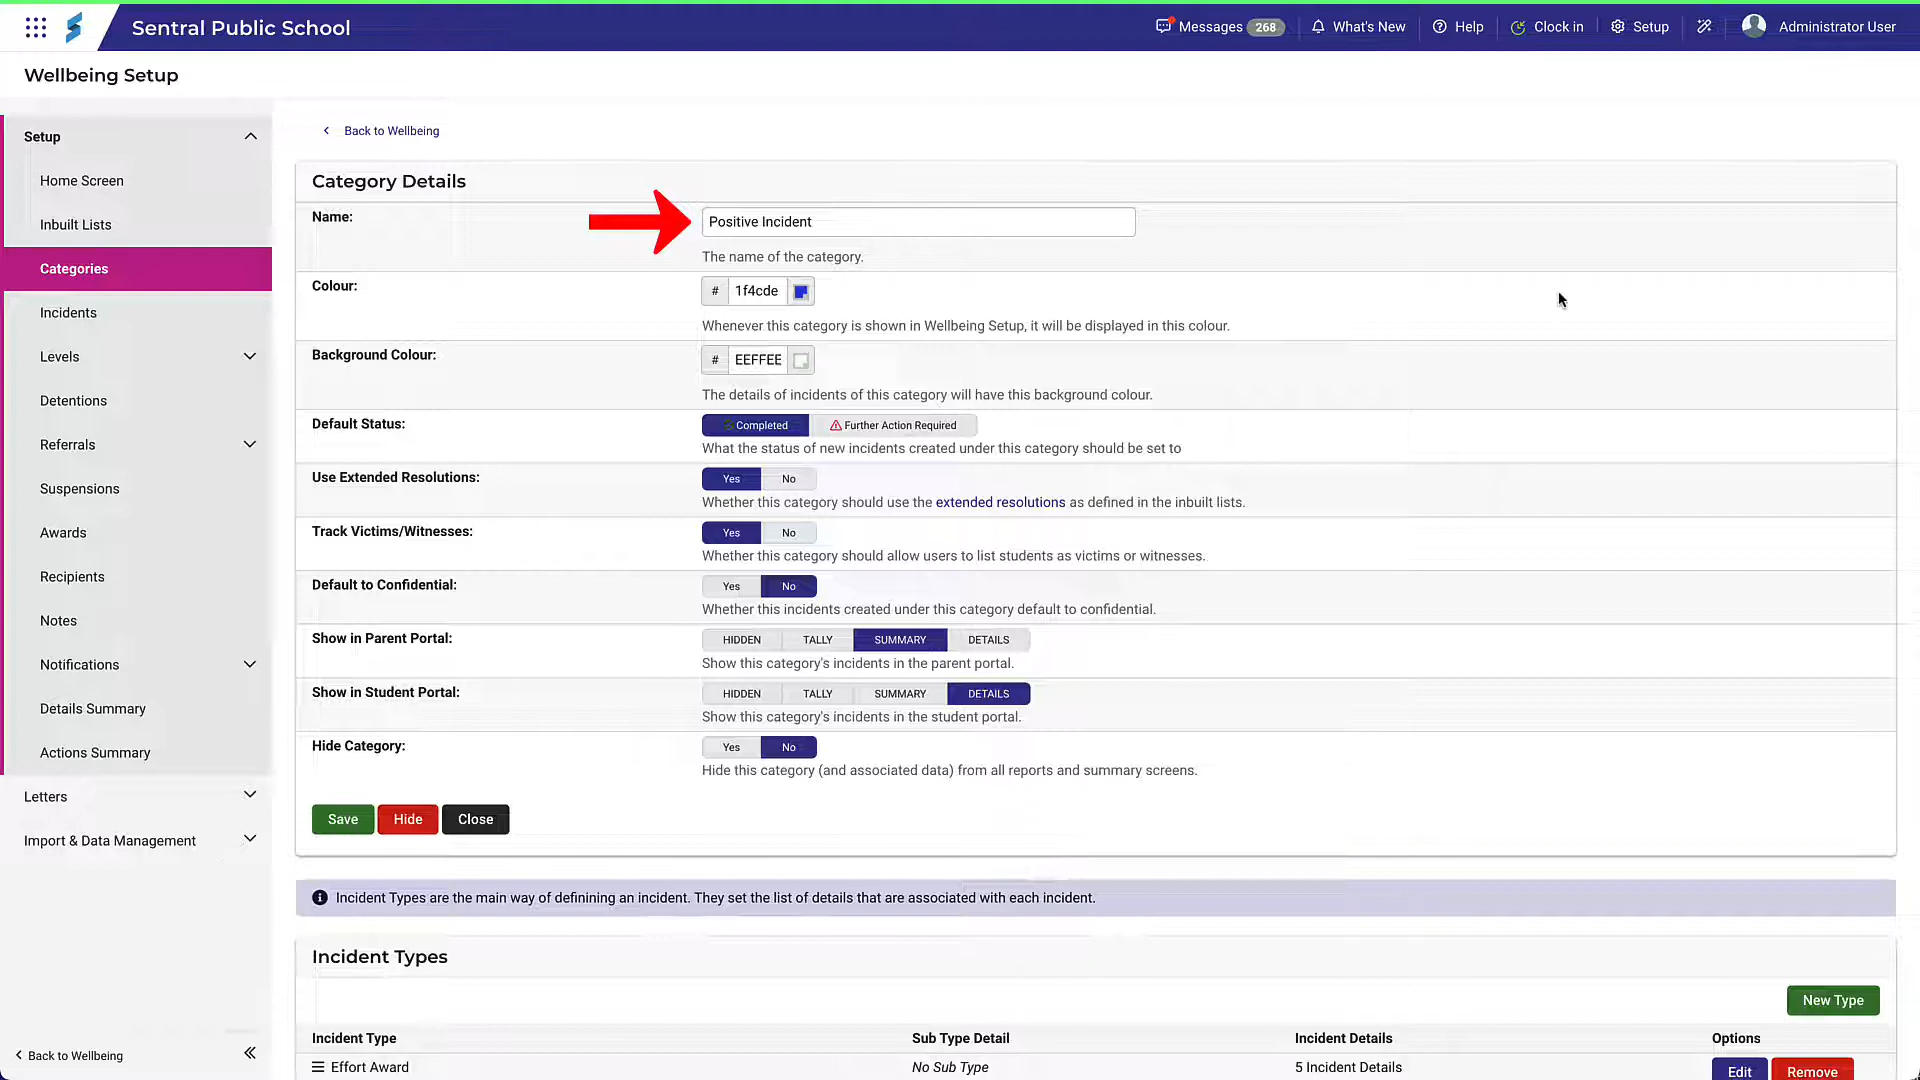 Sentral Public School
Messages 268
What's New
Help
Clock in
Setup
Administrator User
Wellbeing Setup
Setup
Home Screen
Inbuilt Lists
Categories
Incidents
Levels
Detentions
Referrals
Suspensions
Awards
Recipients
Notes
Notifications
Details Summary
Actions Summary
Letters
Import & Data Management
Back to Wellbeing
Back to Wellbeing
Category Details
Name:
Positive Incident
The name of the category.
Colour:
# 1f4cde
Whenever this category is shown in Wellbeing Setup, it will be displayed in this colour.
Background Colour:
# EEFFEE
The details of incidents of this category will have this background colour.
Default Status:
Completed Further Action Required
What the status of new incidents created under this category should be set to
Use Extended Resolutions:
Yes No
Whether this category should use the extended resolutions as defined in the inbuilt lists.
Track Victims/Witnesses:
Yes No
Whether this category should allow users to list students as victims or witnesses.
Default to Confidential:
Yes No
Whether this incidents created under this category default to confidential.
Show in Parent Portal:
HIDDEN TALLY SUMMARY DETAILS
Show this category's incidents in the parent portal.
Show in Student Portal:
HIDDEN TALLY SUMMARY DETAILS
Show this category's incidents in the student portal.
Hide Category:
Yes No
Hide this category (and associated data) from all reports and summary screens.
Save Hide Close
Incident Types are the main way of definining an incident. They set the list of details that are associated with each incident.
Incident Types
New Type
Incident Type Sub Type Detail Incident Details Options
Effort Award No Sub Type 5 Incident Details Edit Remove